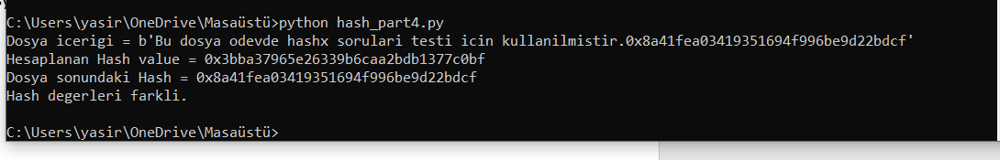 C:\Users\yasir\OneDrive\Masaüstü>python hash_part4.py
Dosya icerigi = b'Bu dosya odevde hashx sorulari testi icin kullanilmistir.0x8a41fea03419351694f996be9d22bdcf'
Hesaplanan Hash value = 0x3bba37965e26339b6caa2bdb1377c0bf
Dosya sonundaki Hash = 0x8a41fea03419351694f996be9d22bdcf
Hash degerleri farkli.
C:\Users\yasir\OneDrive\Masaüstü>